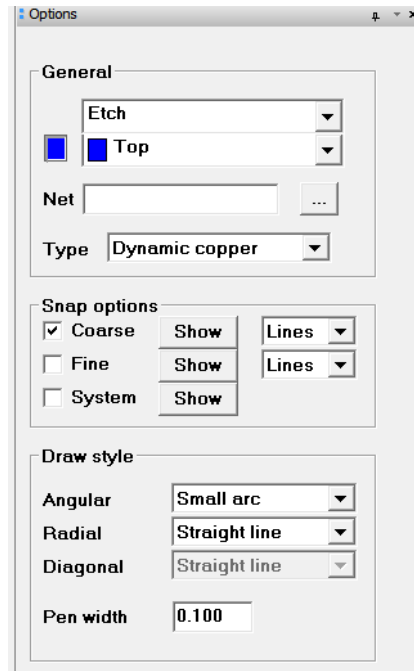 Options
General
Etch
Top
Net ...
Type Dynamic copper
Snap options
Coarse Show Lines
Fine Show Lines
System Show
Draw style
Angular Small arc
Radial Straight line
Diagonal Straight line
Pen width 0.100